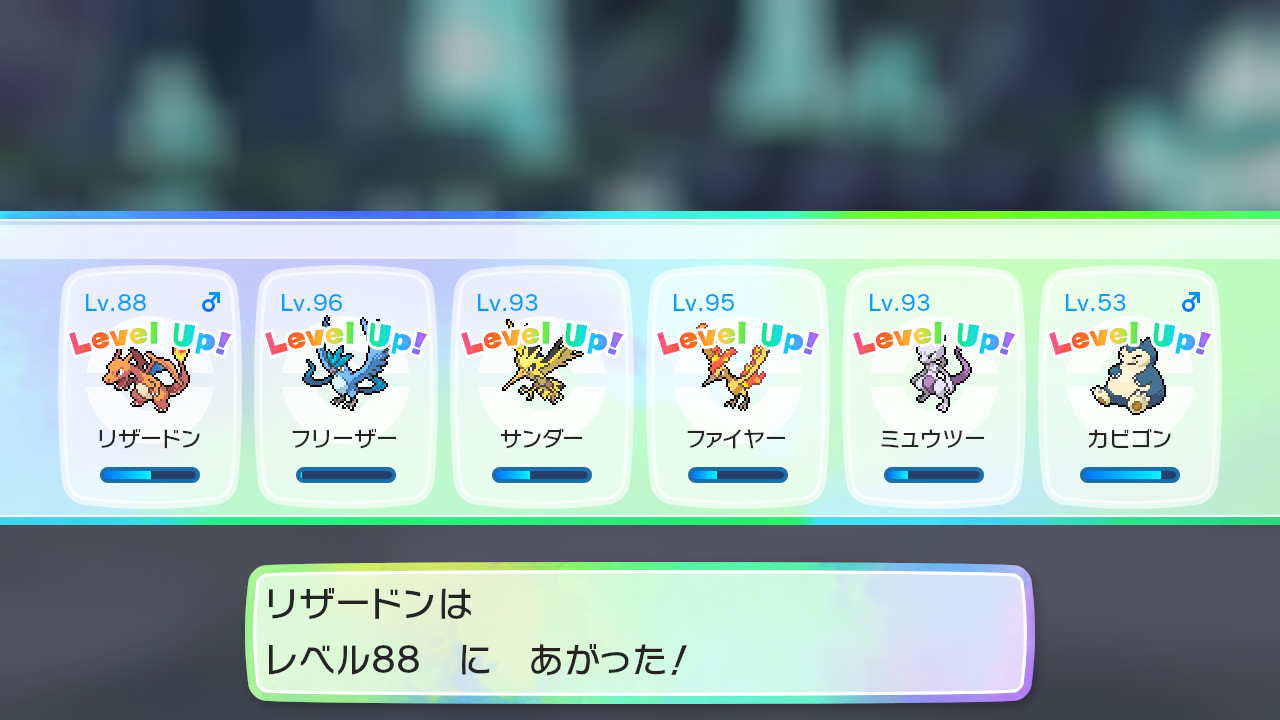 Lv.88 ♂
Level Up!
リザードン
Lv.96
Level Up!
フリーザー
Lv.93
Level Up!
サンダー
Lv.95
Level Up!
ファイヤー
Lv.93
Level Up!
ミュウツー
Lv.53 ♂
Level Up!
カビゴン
リザードンは
レベル88　に　あがった!